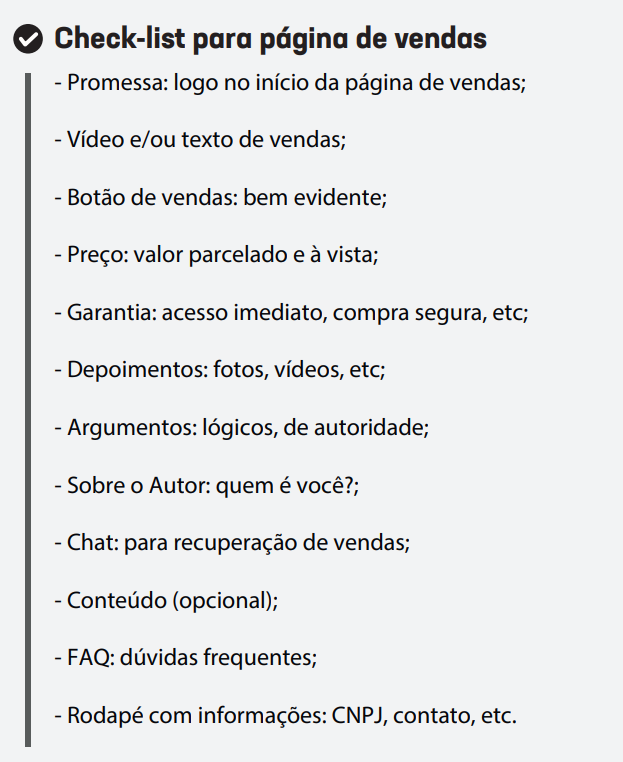 Check-list para página de vendas
- Promessa: logo no início da página de vendas;
- Vídeo e/ou texto de vendas;
- Botão de vendas: bem evidente;
- Preço: valor parcelado e à vista;
- Garantia: acesso imediato, compra segura, etc;
- Depoimentos: fotos, vídeos, etc;
- Argumentos: lógicos, de autoridade;
- Sobre o Autor: quem é você?;
- Chat: para recuperação de vendas;
- Conteúdo (opcional);
- FAQ: dúvidas frequentes;
- Rodapé com informações: CNPJ, contato, etc.